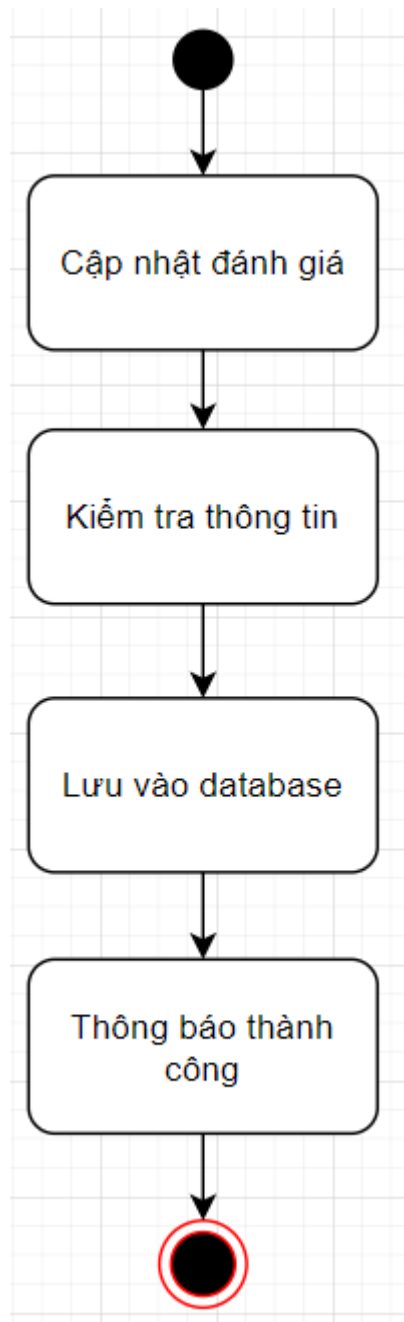 Cập nhật đánh giá
Kiểm tra thông tin
Lưu vào database
Thông báo thành
công